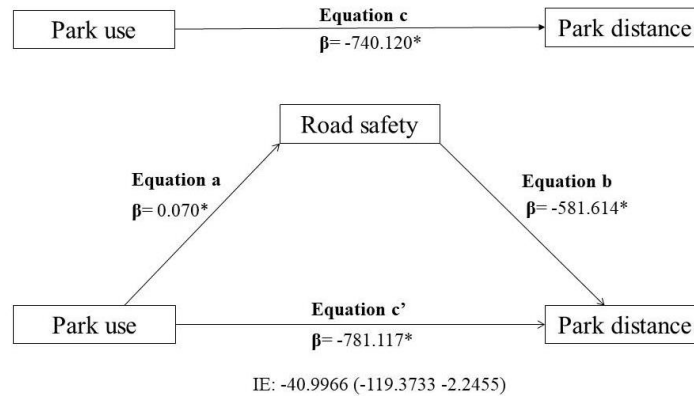 Park use
Equation c
β= -740.120*
Park distance
Road safety
Equation a
β= 0.070*
Equation b
β= -581.614*
Park use
Equation c’
β= -781.117*
Park distance
IE: -40.9966 (-119.3733 -2.2455)